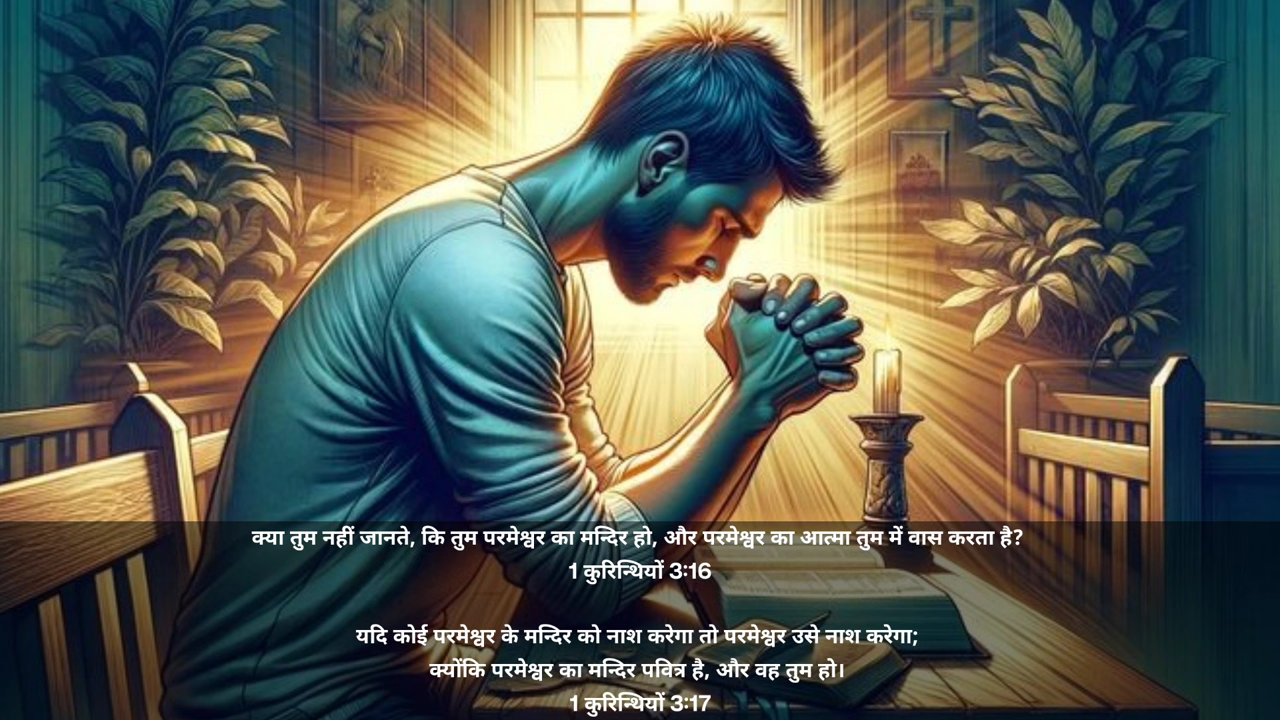 क्या तुम नहीं जानते, कि तुम परमेश्वर का मन्दिर हो, और परमेश्वर का आत्मा तुम में वास करता है?
1 कुरिन्थियों 3:16
यदि कोई परमेश्वर के मन्दिर को नाश करेगा तो परमेश्वर उसे नाश करेगा;
क्योंकि परमेश्वर का मन्दिर पवित्र है, और वह तुम हो।
1 कुरिन्थियों 3:17